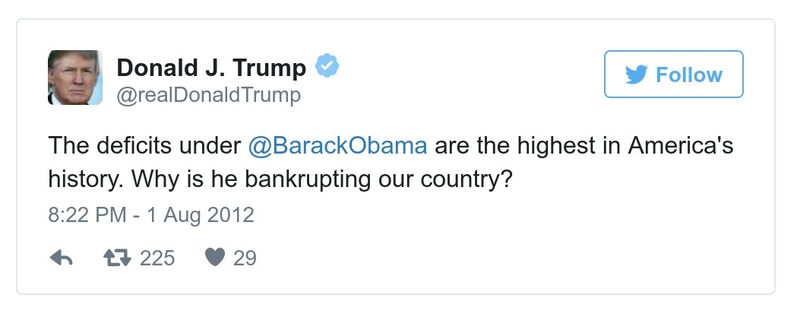 Donald J. Trump
@realDonaldTrump
Follow
The deficits under @BarackObama are the highest in America's
history. Why is he bankrupting our country?
8:22 PM - 1 Aug 2012
225 29